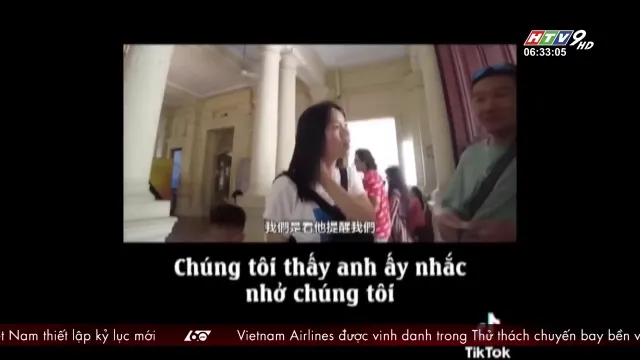 HTV9 HD
06:33:05
我們是看他提醒我們
Chúng tôi thấy anh ấy nhắc
nhở chúng tôi
t Nam thiết lập kỷ lục mới 60 Vietnam Airlines được vinh danh trong Thử thách chuyến bay bền v
TikTok